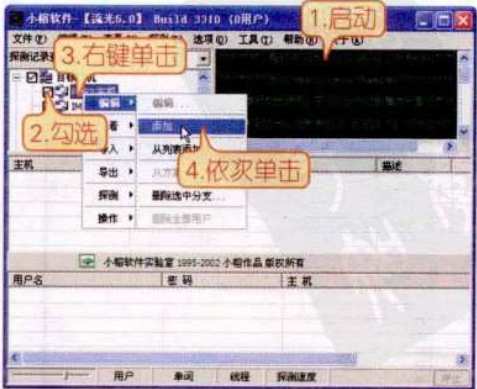 小榕软件-【流光5.0】 Build 3310 (0用户)
1.启动
选项(O) 工具(T) 帮助
3.右键单击
目标主机
2.勾选
编辑
编辑...
添加...
从列表添加
4.依次单击
导出
探测
删除选中分支...
操作
删除全部用户
主机
描述
小榕软件实验室 1995-2002 小榕作品 版权所有
用户名 密码 主机
用户 单词 线程 探测速度